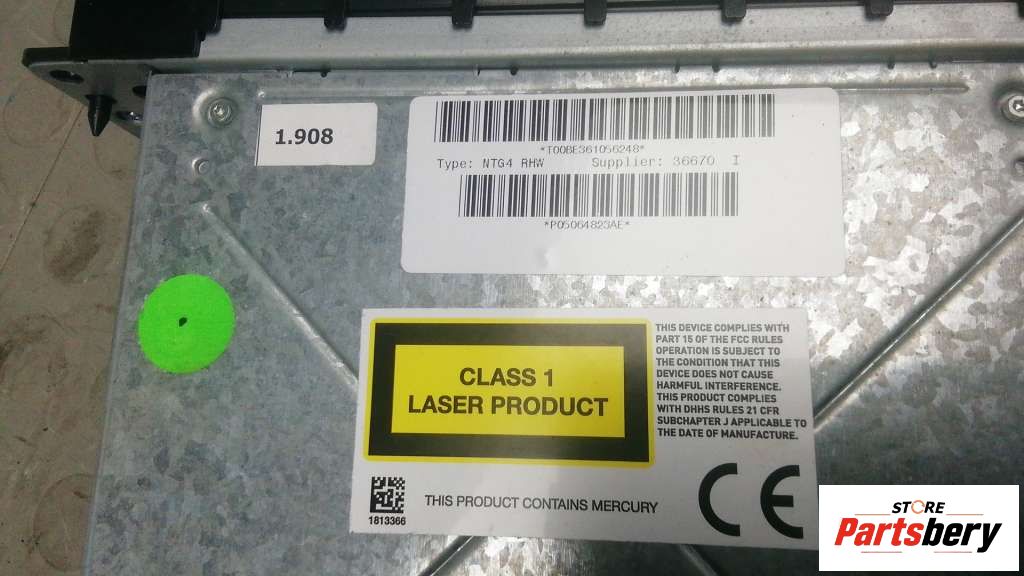 1.908
*T00BE361056248*
Type: NTG4 RHW Supplier: 36670 I
*P05064823AE*
CLASS 1
LASER PRODUCT
THIS DEVICE COMPLIES WITH
PART 15 OF THE FCC RULES
OPERATION IS SUBJECT TO
THE CONDITION THAT THIS
DEVICE DOES NOT CAUSE
HARMFUL INTERFERENCE.
THIS PRODUCT COMPLIES
WITH DHHS RULES 21 CFR
SUBCHAPTER J APPLICABLE TO
THE DATE OF MANUFACTURE.
1813366
THIS PRODUCT CONTAINS MERCURY
CE
STORE
Partsbery